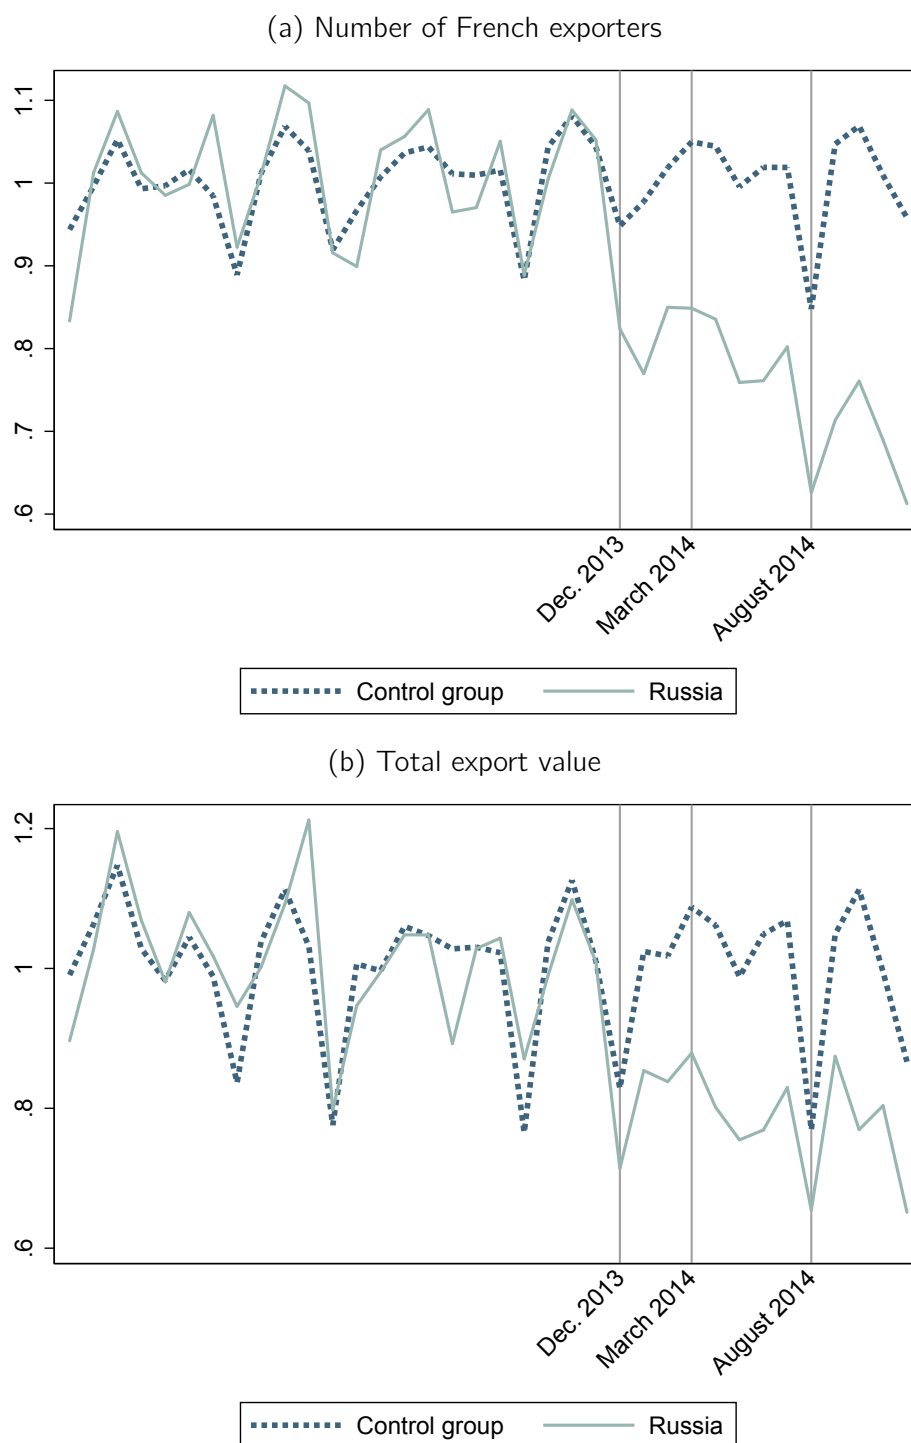 (a) Number of French exporters
1.1
1
.9
.8
.7
.6
Dec. 2013
March 2014
August 2014
Control group
Russia
(b) Total export value
1.2
1
.8
.6
Dec. 2013
March 2014
August 2014
Control group
Russia